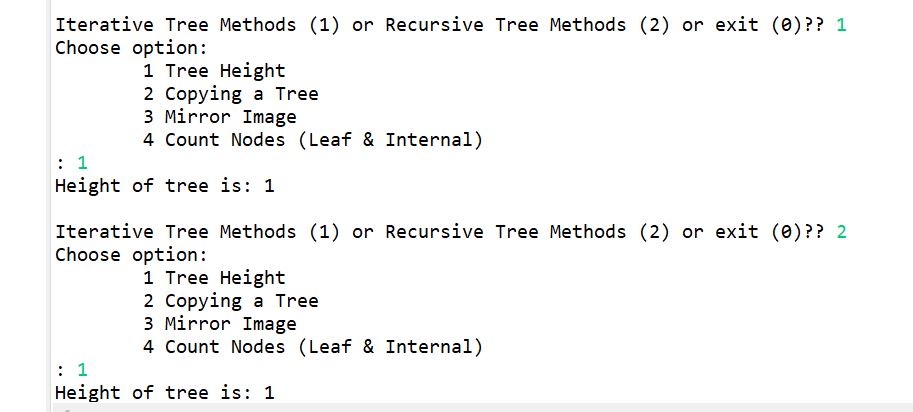 Iterative Tree Methods (1) or Recursive Tree Methods (2) or exit (0)?? 1
Choose option:
1 Tree Height
2 Copying a Tree
3 Mirror Image
4 Count Nodes (Leaf & Internal)
: 1
Height of tree is: 1
Iterative Tree Methods (1) or Recursive Tree Methods (2) or exit (0)?? 2
Choose option:
1 Tree Height
2 Copying a Tree
3 Mirror Image
4 Count Nodes (Leaf & Internal)
: 1
Height of tree is: 1